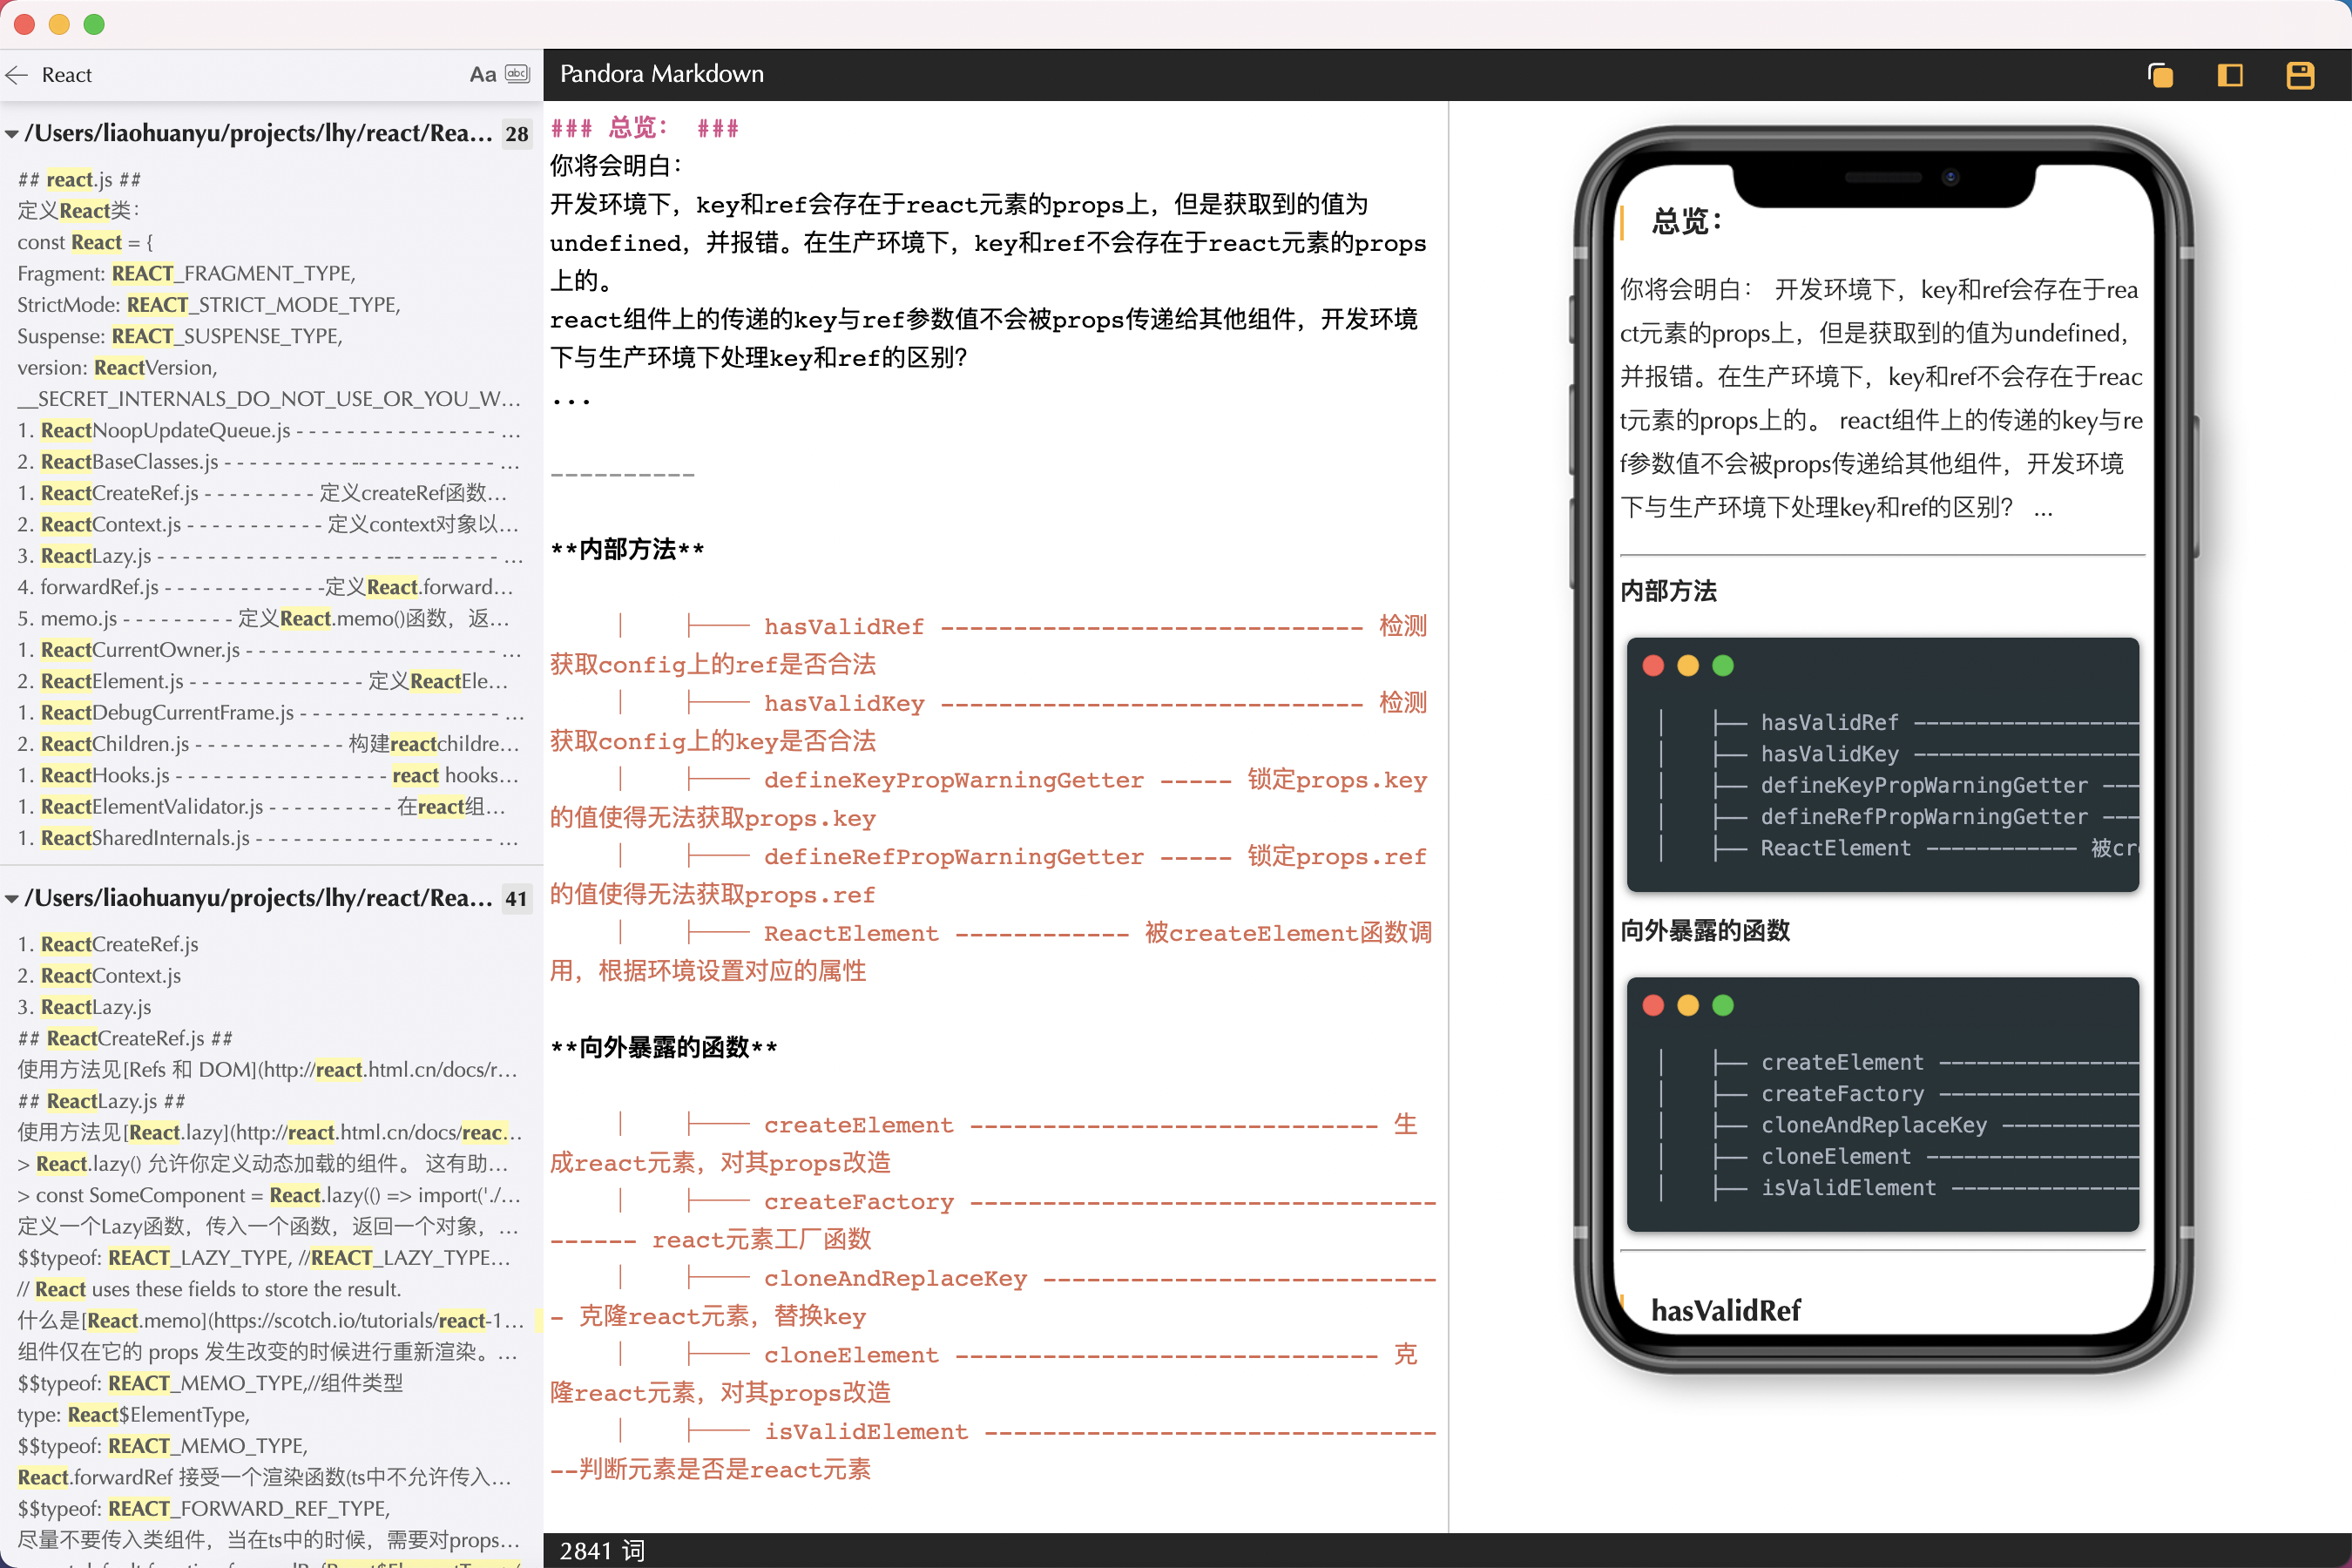 React
Aa
abc
Pandora Markdown
/Users/liaohuanyu/projects/lhy/react/Rea... 28
## react.js ##
定义React类：
const React = {
Fragment: REACT_FRAGMENT_TYPE,
StrictMode: REACT_STRICT_MODE_TYPE,
Suspense: REACT_SUSPENSE_TYPE,
version: ReactVersion,
__SECRET_INTERNALS_DO_NOT_USE_OR_YOU_W...
1. ReactNoopUpdateQueue.js - - - - - - - - - - - - - - - - ...
2. ReactBaseClasses.js - - - - - - - - - - -- - - - - - - - - - - ...
1. ReactCreateRef.js - - - - - - - - - 定义createRef函数...
2. ReactContext.js - - - - - - - - - - - 定义context对象以...
3. ReactLazy.js - - - - - - - - - - - - - - - - - - -- - - -- - - - - ...
4. forwardRef.js - - - - - - - - - - - - -定义React.forward...
5. memo.js - - - - - - - - - 定义React.memo()函数，返...
1. ReactCurrentOwner.js - - - - - - - - - - - - - - - - - - - - ...
2. ReactElement.js - - - - - - - - - - - - - - 定义ReactEle...
1. ReactDebugCurrentFrame.js - - - - - - - - - - - - - - - - ...
2. ReactChildren.js - - - - - - - - - - - - 构建reactchildre...
1. ReactHooks.js - - - - - - - - - - - - - - - - - react hooks...
1. ReactElementValidator.js - - - - - - - - - - 在react组...
1. ReactSharedInternals.js - - - - - - - - - - - - - - - - - - - ...
/Users/liaohuanyu/projects/lhy/react/Rea... 41
1. ReactCreateRef.js
2. ReactContext.js
3. ReactLazy.js
## ReactCreateRef.js ##
使用方法见[Refs 和 DOM](http://react.html.cn/docs/r...
## ReactLazy.js ##
使用方法见[React.lazy](http://react.html.cn/docs/reac...
> React.lazy() 允许你定义动态加载的组件。 这有助...
> const SomeComponent = React.lazy(() => import('./...
定义一个Lazy函数，传入一个函数，返回一个对象，...
$$typeof: REACT_LAZY_TYPE, //REACT_LAZY_TYPE...
// React uses these fields to store the result.
什么是[React.memo](https://scotch.io/tutorials/react-1...
组件仅在它的 props 发生改变的时候进行重新渲染。...
$$typeof: REACT_MEMO_TYPE,//组件类型
type: React$ElementType,
$$typeof: REACT_MEMO_TYPE,
React.forwardRef 接受一个渲染函数(ts中不允许传入...
$$typeof: REACT_FORWARD_REF_TYPE,
尽量不要传入类组件，当在ts中的时候，需要对props...
### 总览： ###
你将会明白：
开发环境下，key和ref会存在于react元素的props上，但是获取到的值为
undefined，并报错。在生产环境下，key和ref不会存在于react元素的props
上的。
react组件上的传递的key与ref参数值不会被props传递给其他组件，开发环境
下与生产环境下处理key和ref的区别？
...
----------
**内部方法**
│ ├── hasValidRef ----------------------------- 检测
获取config上的ref是否合法
│ ├── hasValidKey ----------------------------- 检测
获取config上的key是否合法
│ ├── defineKeyPropWarningGetter ----- 锁定props.key
的值使得无法获取props.key
│ ├── defineRefPropWarningGetter ----- 锁定props.ref
的值使得无法获取props.ref
│ ├── ReactElement ------------ 被createElement函数调
用，根据环境设置对应的属性
**向外暴露的函数**
│ ├── createElement ---------------------------- 生
成react元素，对其props改造
│ ├── createFactory --------------------------------
------ react元素工厂函数
│ ├── cloneAndReplaceKey ---------------------------
- 克隆react元素，替换key
│ ├── cloneElement ----------------------------- 克
隆react元素，对其props改造
│ ├── isValidElement -------------------------------
--判断元素是否是react元素
2841 词
总览：
你将会明白： 开发环境下，key和ref会存在于rea
ct元素的props上，但是获取到的值为undefined，
并报错。在生产环境下，key和ref不会存在于reac
t元素的props上的。 react组件上的传递的key与re
f参数值不会被props传递给其他组件，开发环境
下与生产环境下处理key和ref的区别？ ...
内部方法
│ ├── hasValidRef ------------------
│ ├── hasValidKey -------------------
│ ├── defineKeyPropWarningGetter ---
│ ├── defineRefPropWarningGetter ---
│ ├── ReactElement ------------ 被cr
向外暴露的函数
│ ├── createElement ----------------
│ ├── createFactory ----------------
│ ├── cloneAndReplaceKey -----------
│ ├── cloneElement -----------------
│ ├── isValidElement ---------------
hasValidRef